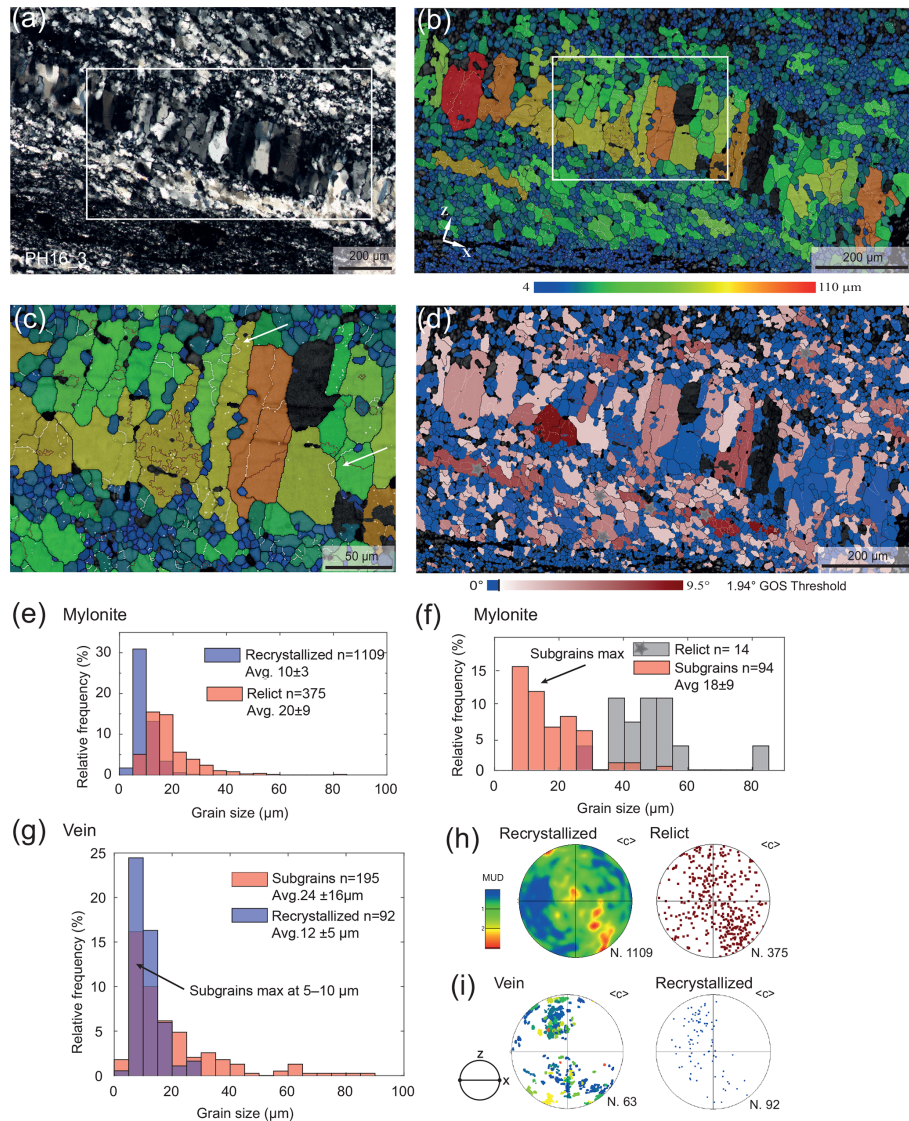 (a)
PH16_3
200 µm
(b)
z
x
200 µm
4
110 µm
(c)
50 µm
(d)
200 µm
0°
9.5°
1.94° GOS Threshold
(e) Mylonite
Relative frequency (%)
30
20
10
0
Recrystallized n=1109
Avg. 10±3
Relict n=375
Avg. 20±9
0 20 40 60 80 100
Grain size (µm)
(f) Mylonite
Relative frequency (%)
15
10
5
0
Subgrains max
Relict n= 14
Subgrains n=94
Avg 18±9
0 20 40 60 80
Grain size (µm)
(g) Vein
Relative frequency (%)
25
20
15
10
5
0
Subgrains n=195
Avg.24 ±16µm
Recrystallized n=92
Avg.12 ±5 µm
Subgrains max at 5–10 µm
0 20 40 60 80 100
Grain size (µm)
(h)
Recrystallized <c>
MUD
1
2
N. 1109
Relict <c>
N. 375
(i)
Vein <c>
N. 63
Recrystallized <c>
N. 92
z
x